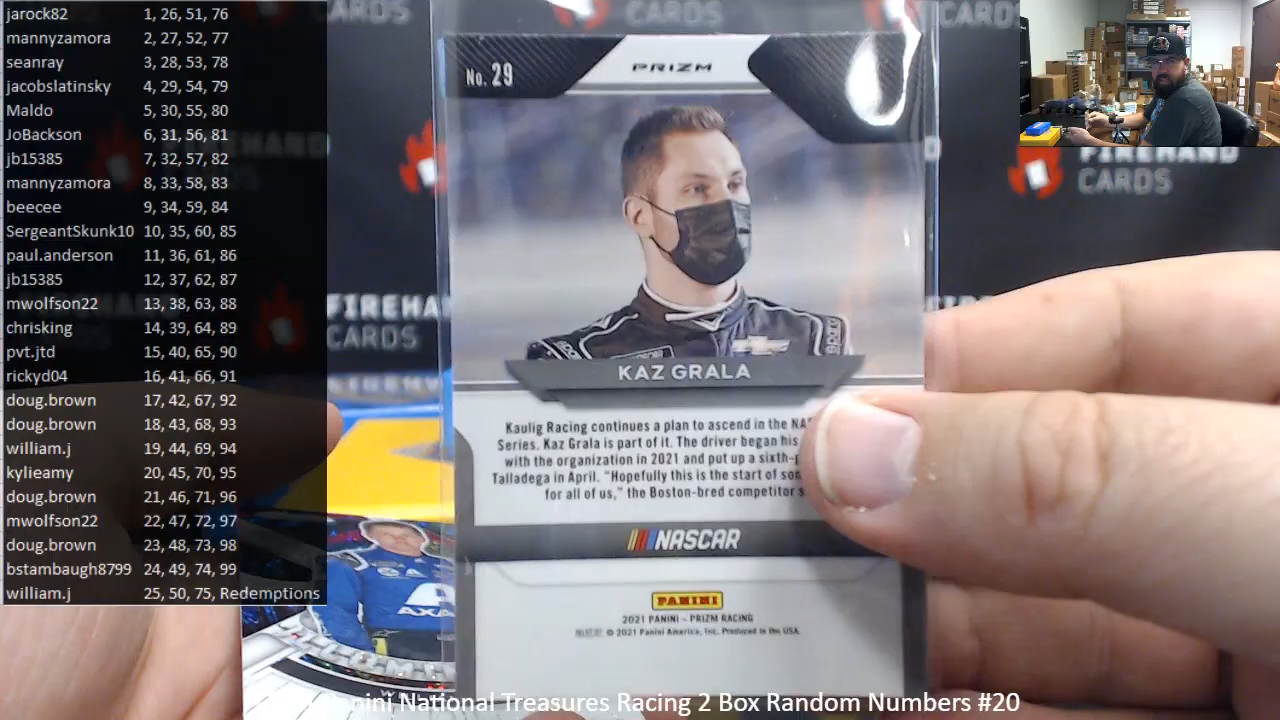 jarock82 1, 26, 51, 76
mannyzamora 2, 27, 52, 77
seanray 3, 28, 53, 78
jacobslatinsky 4, 29, 54, 79
Maldo 5, 30, 55, 80
JoBackson 6, 31, 56, 81
jb15385 7, 32, 57, 82
mannyzamora 8, 33, 58, 83
beecee 9, 34, 59, 84
SergeantSkunk10 10, 35, 60, 85
paul.anderson 11, 36, 61, 86
jb15385 12, 37, 62, 87
mwolfson22 13, 38, 63, 88
chrisking 14, 39, 64, 89
pvt.jtd 15, 40, 65, 90
rickyd04 16, 41, 66, 91
doug.brown 17, 42, 67, 92
doug.brown 18, 43, 68, 93
william.j 19, 44, 69, 94
kylieamy 20, 45, 70, 95
doug.brown 21, 46, 71, 96
mwolfson22 22, 47, 72, 97
doug.brown 23, 48, 73, 98
bstambaugh8799 24, 49, 74, 99
william.j 25, 50, 75, Redemptions
CARDS
CARDS
FIREHAND
CARDS
FIREHAND
CARDS
No. 29
PRIZM
KAZ GRALA
Kaulig Racing continues a plan to ascend in the
Series. Kaz Grala is part of it. The driver began his
with the organization in 2021 and put up a
Talladega in April. "Hopefully this is the start of
for all of us," the Boston-bred competitor
NASCAR
PANINI
2021 PANINI – PRIZM RACING
© 2021 Panini America, Inc. Produced in the USA.
AXA
National Treasures Racing 2 Box Random Numbers #20